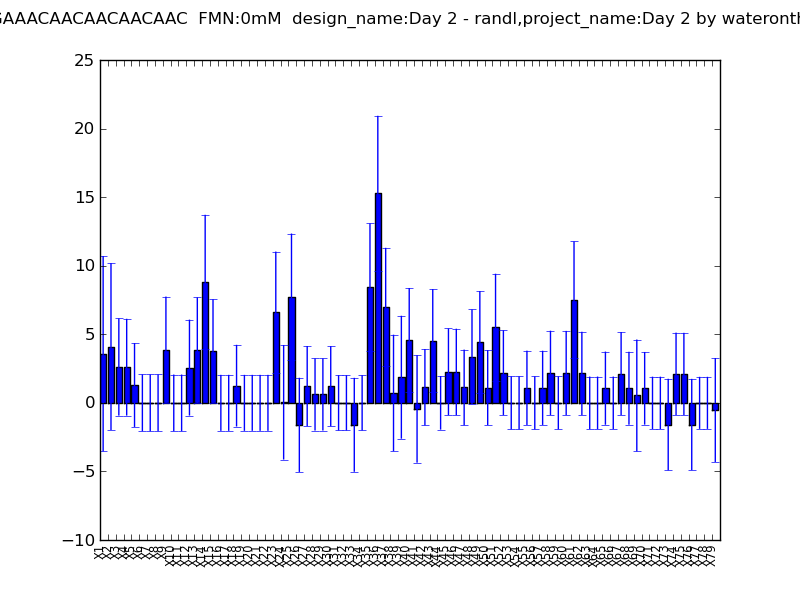 GAAACAACAACAACAAC  FMN:0mM  design_name:Day 2 - randl,project_name:Day 2 by wateronth
25
20
15
10
5
0
−5
−10
X1
X2
X3
X4
X5
X6
X7
X8
X9
X10
X11
X12
X13
X14
X15
X16
X17
X18
X19
X20
X21
X22
X23
X24
X25
X26
X27
X28
X29
X30
X31
X32
X33
X34
X35
X36
X37
X38
X39
X40
X41
X42
X43
X44
X45
X46
X47
X48
X49
X50
X51
X52
X53
X54
X55
X56
X57
X58
X59
X60
X61
X62
X63
X64
X65
X66
X67
X68
X69
X70
X71
X72
X73
X74
X75
X76
X77
X78
X79